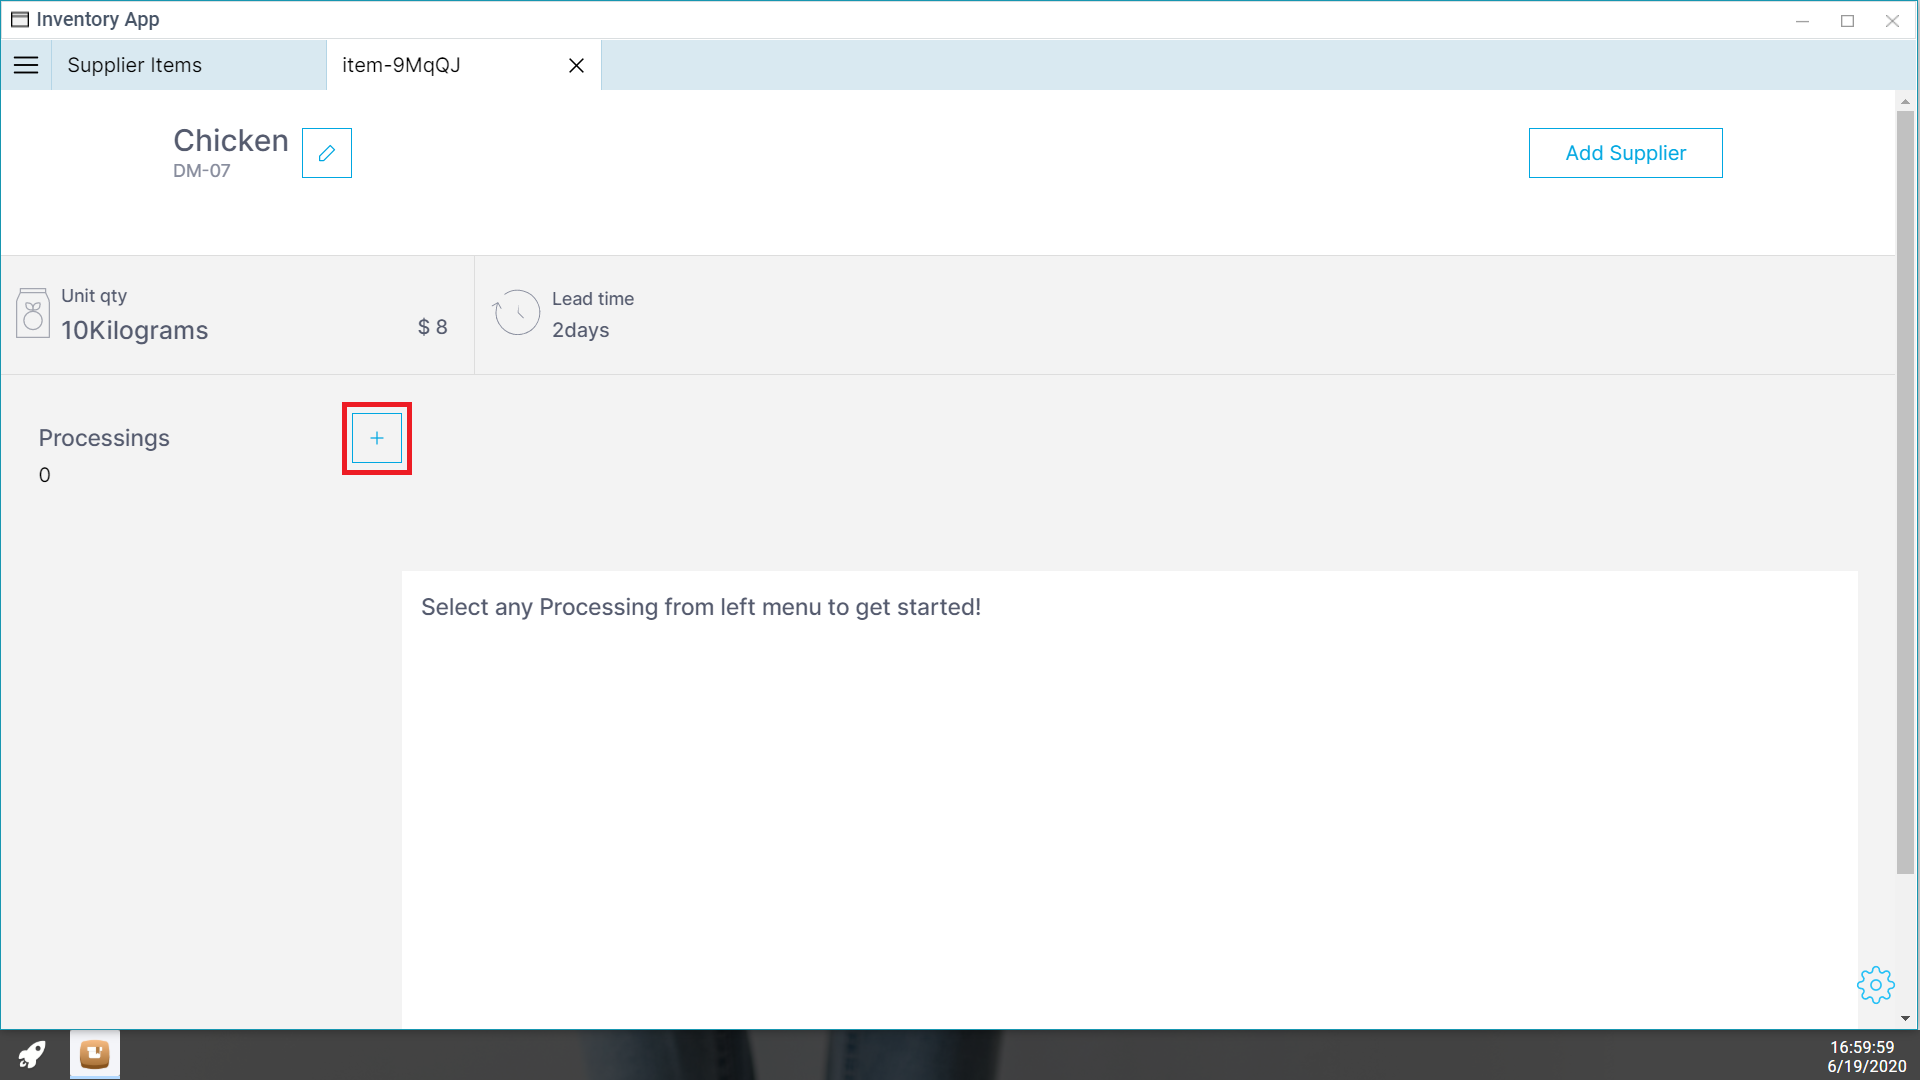 Inventory App
Supplier Items
item-9MqQJ
Chicken
DM-07
Add Supplier
Unit qty
10Kilograms
$ 8
Lead time
2days
Processings
+
0
Select any Processing from left menu to get started!
16:59:59
6/19/2020